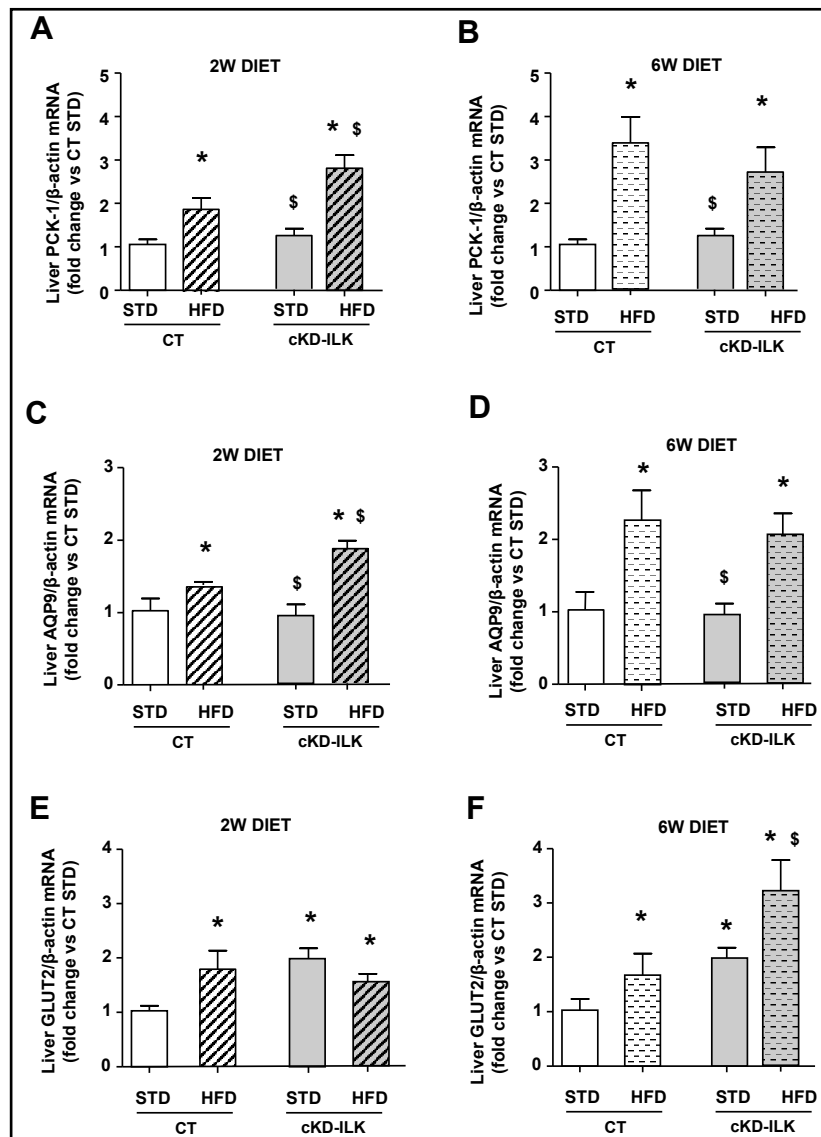 A
2W DIET
Liver PCK-1/β-actin mRNA
(fold change vs CT STD)
5
4
3
2
1
0
*
$
* $
STD HFD STD HFD
CT cKD-ILK
B
6W DIET
Liver PCK-1/β-actin mRNA
(fold change vs CT STD)
5
4
3
2
1
0
*
$
*
STD HFD STD HFD
CT cKD-ILK
C
2W DIET
Liver AQP9/β-actin mRNA
(fold change vs CT STD)
3
2
1
0
*
$
* $
STD HFD STD HFD
CT cKD-ILK
D
6W DIET
Liver AQP9/β-actin mRNA
(fold change vs CT STD)
3
2
1
0
*
$
*
STD HFD STD HFD
CT cKD-ILK
E
2W DIET
Liver GLUT2/β-actin mRNA
(fold change vs CT STD)
4
3
2
1
0
*
*
*
STD HFD STD HFD
CT cKD-ILK
F
6W DIET
Liver GLUT2/β-actin mRNA
(fold change vs CT STD)
4
3
2
1
0
*
*
* $
STD HFD STD HFD
CT cKD-ILK